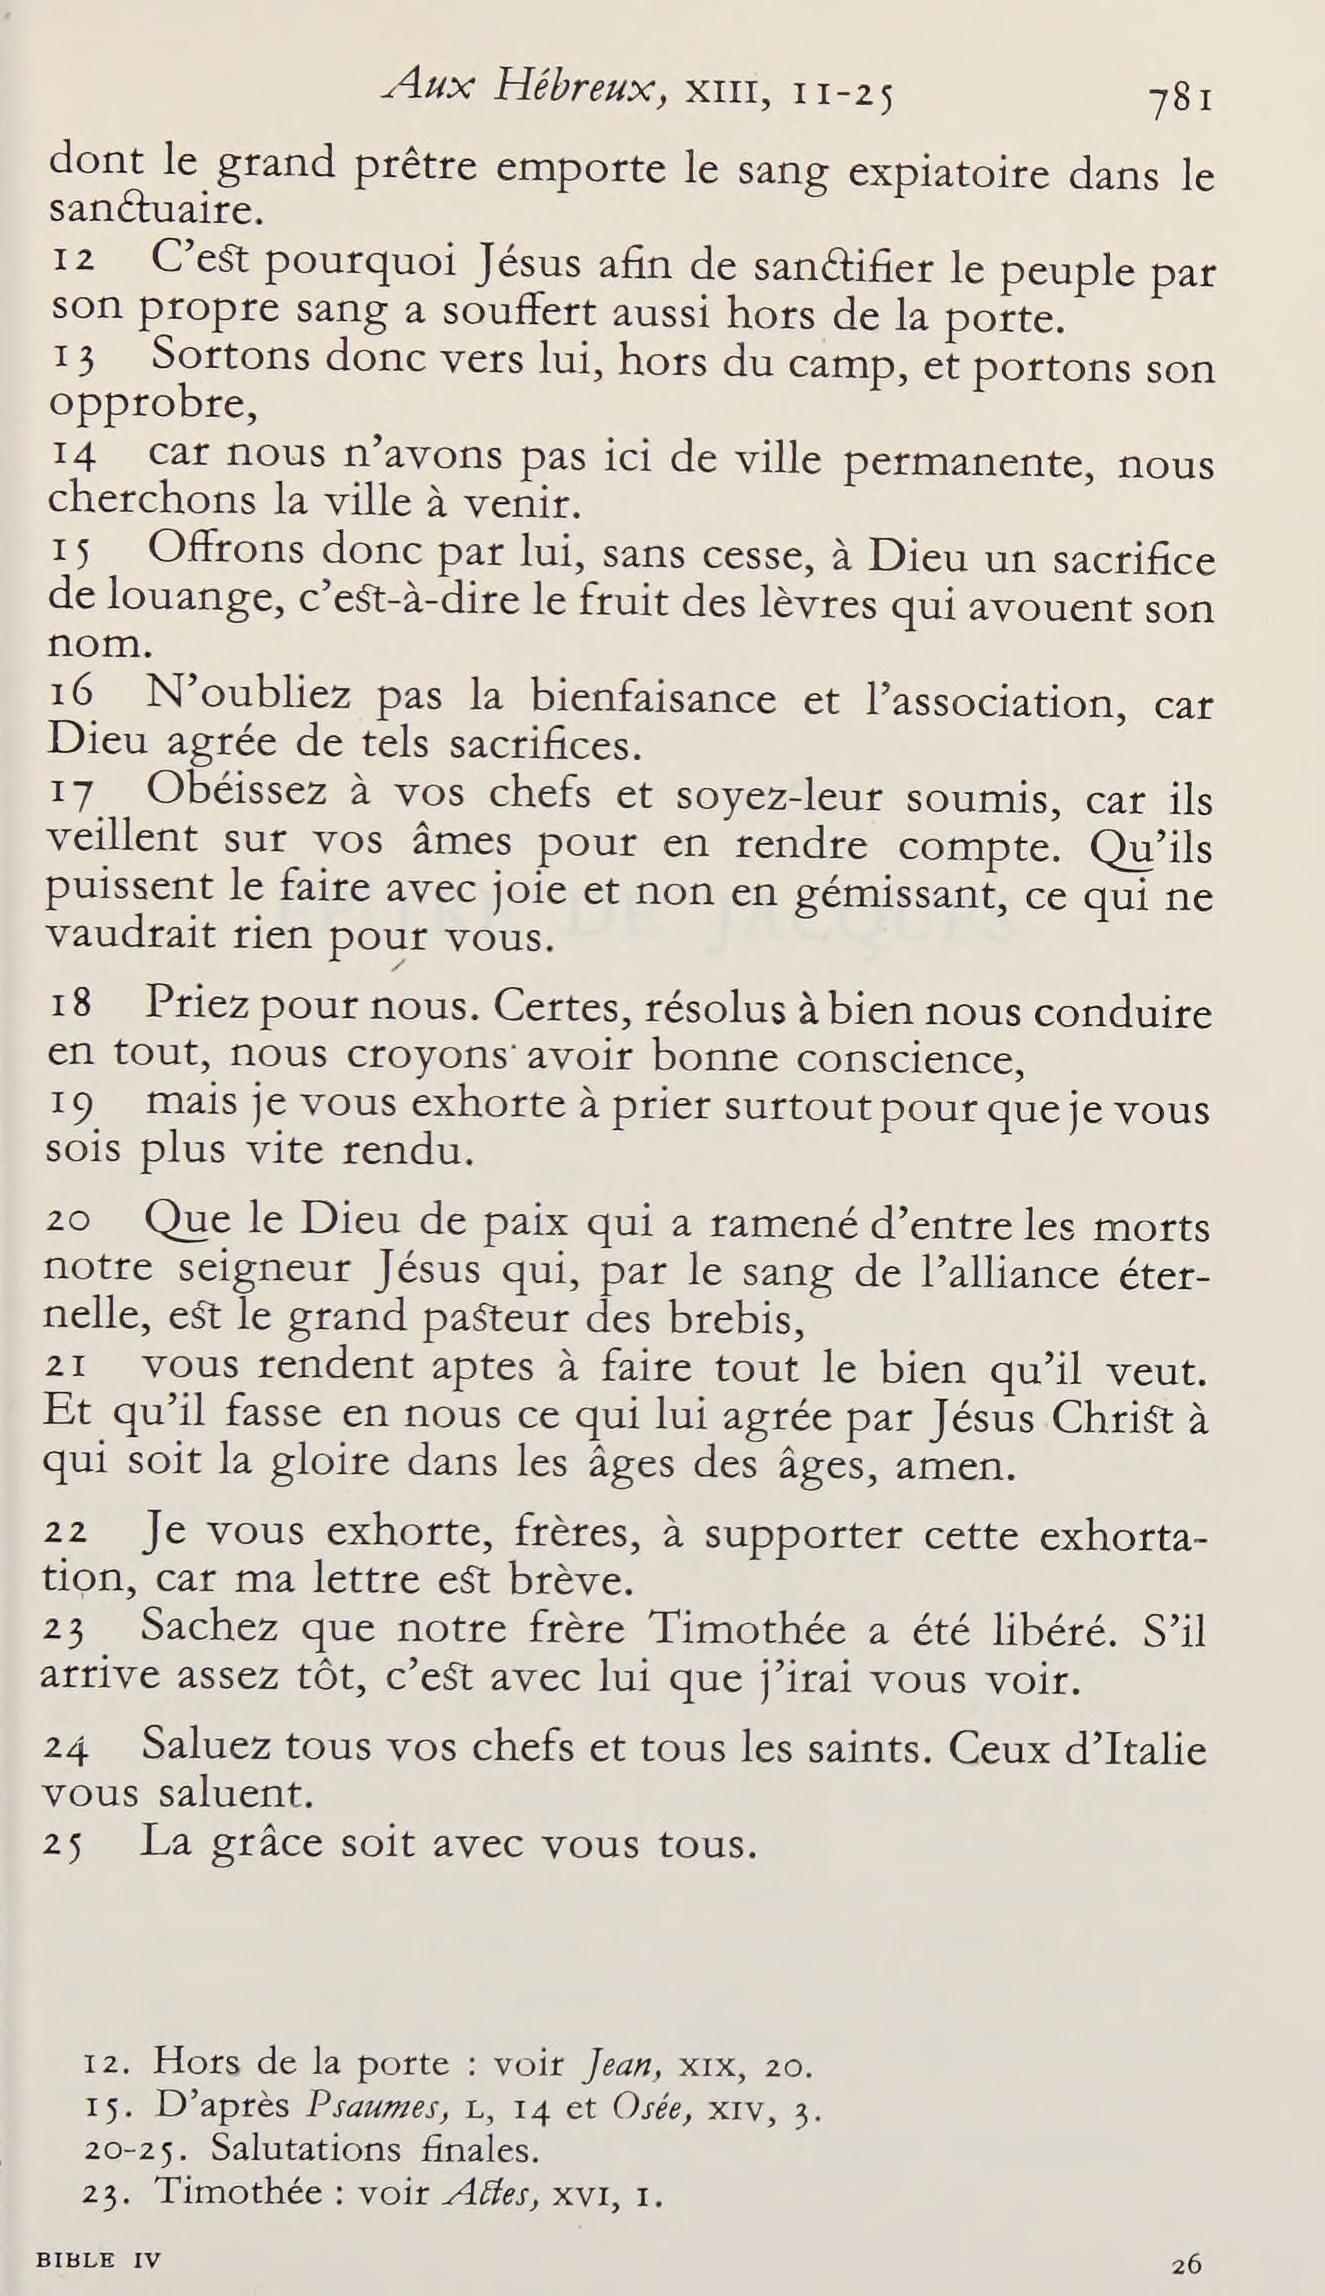 Aux Hébreux, XIII, 11-25 781
dont le grand prêtre emporte le sang expiatoire dans le
sanctuaire.
12 C’est pourquoi Jésus afin de sanctifier le peuple par
son propre sang a souffert aussi hors de la porte.
13 Sortons donc vers lui, hors du camp, et portons son
opprobre,
14 car nous n’avons pas ici de ville permanente, nous
cherchons la ville à venir.
15 Offrons donc par lui, sans cesse, à Dieu un sacrifice
de louange, c’est-à-dire le fruit des lèvres qui avouent son
nom.
16 N’oubliez pas la bienfaisance et l’association, car
Dieu agrée de tels sacrifices.
17 Obéissez à vos chefs et soyez-leur soumis, car ils
veillent sur vos âmes pour en rendre compte. Qu’ils
puissent le faire avec joie et non en gémissant, ce qui ne
vaudrait rien pour vous.
18 Priez pour nous. Certes, résolus à bien nous conduire
en tout, nous croyons avoir bonne conscience,
19 mais je vous exhorte à prier surtout pour que je vous
sois plus vite rendu.
20 Que le Dieu de paix qui a ramené d’entre les morts
notre seigneur Jésus qui, par le sang de l’alliance éter-
nelle, est le grand pasteur des brebis,
21 vous rendent aptes à faire tout le bien qu’il veut.
Et qu’il fasse en nous ce qui lui agrée par Jésus Christ à
qui soit la gloire dans les âges des âges, amen.
22 Je vous exhorte, frères, à supporter cette exhorta-
tion, car ma lettre est brève.
23 Sachez que notre frère Timothée a été libéré. S’il
arrive assez tôt, c’est avec lui que j’irai vous voir.
24 Saluez tous vos chefs et tous les saints. Ceux d’Italie
vous saluent.
25 La grâce soit avec vous tous.
12. Hors de la porte : voir Jean, XIX, 20.
15. D’après Psaumes, L, 14 et Osée, XIV, 3.
20-25. Salutations finales.
23. Timothée : voir Actes, XVI, 1.
BIBLE IV 26